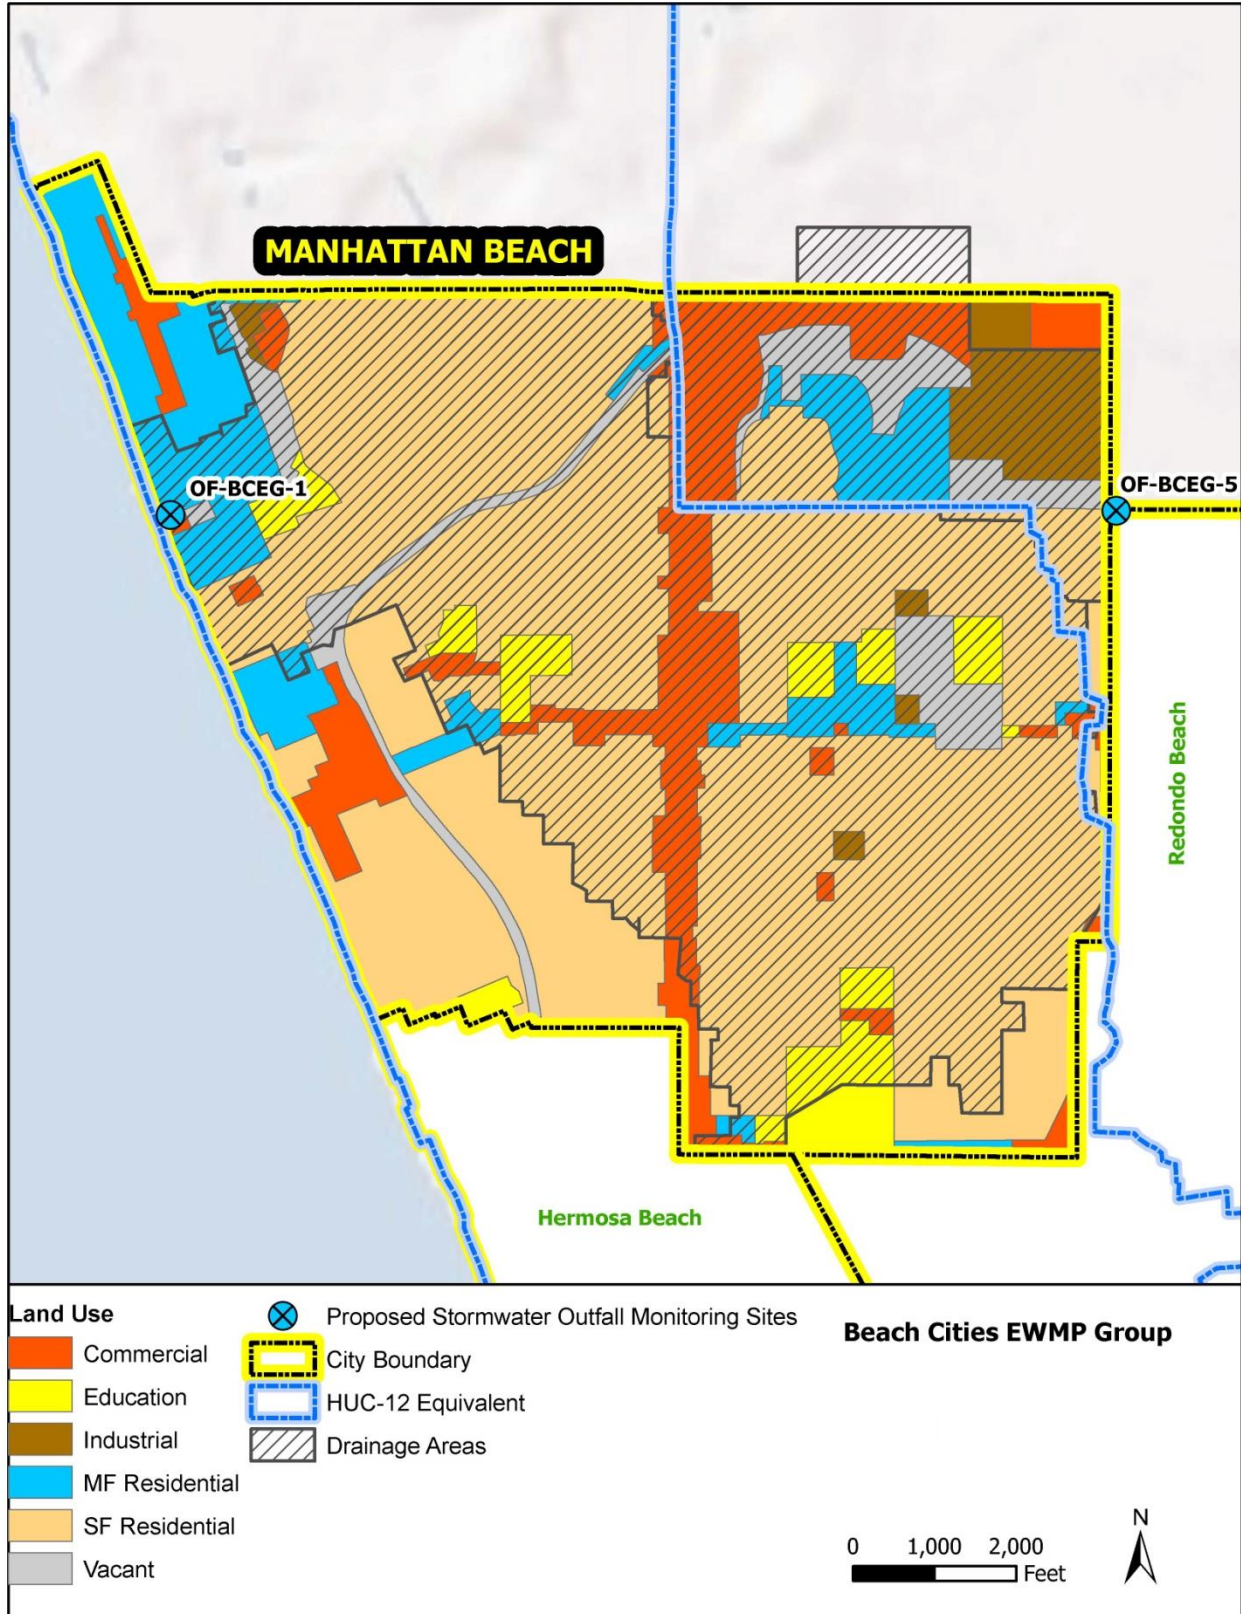 MANHATTAN BEACH
OF-BCEG-1
OF-BCEG-5
Redondo Beach
Hermosa Beach
Land Use
Commercial
Education
Industrial
MF Residential
SF Residential
Vacant
Proposed Stormwater Outfall Monitoring Sites
City Boundary
HUC-12 Equivalent
Drainage Areas
Beach Cities EWMP Group
N
0 1,000 2,000
Feet